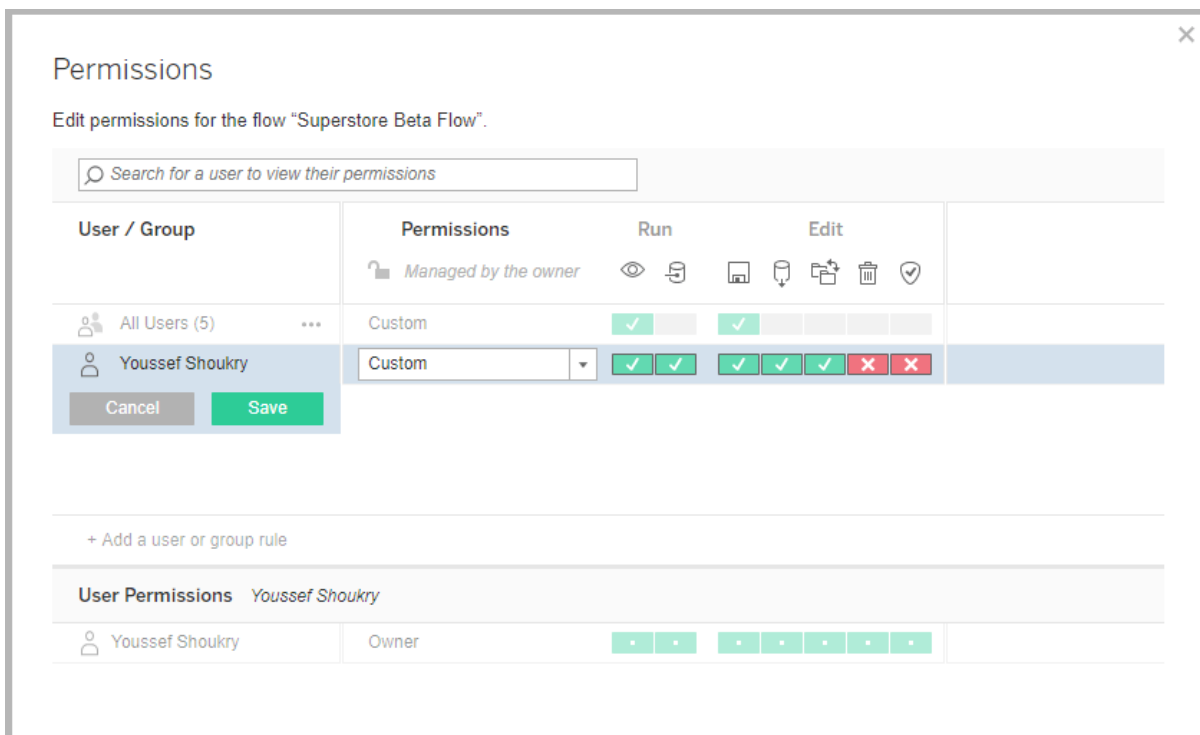 Permissions
Edit permissions for the flow “Superstore Beta Flow”.
Search for a user to view their permissions
User / Group Permissions Run Edit
Managed by the owner
All Users (5) Custom
Youssef Shoukry Custom
Cancel Save
+ Add a user or group rule
User Permissions Youssef Shoukry
Youssef Shoukry Owner